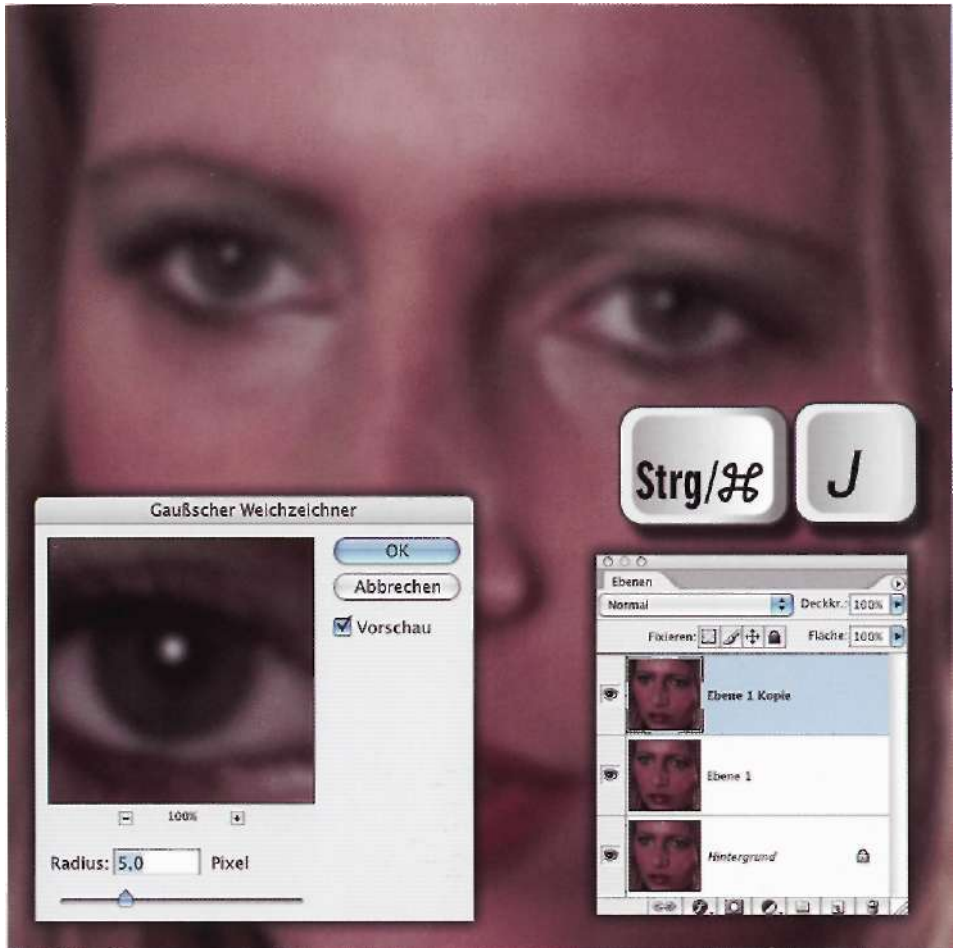 Strg/⌘
J
Gaußscher Weichzeichner
OK
Abbrechen
Vorschau
100%
Radius: 5,0 Pixel
Ebenen
Normal
Deckkr.: 100%
Fixieren:
Fläche: 100%
Ebene 1 Kopie
Ebene 1
Hintergrund